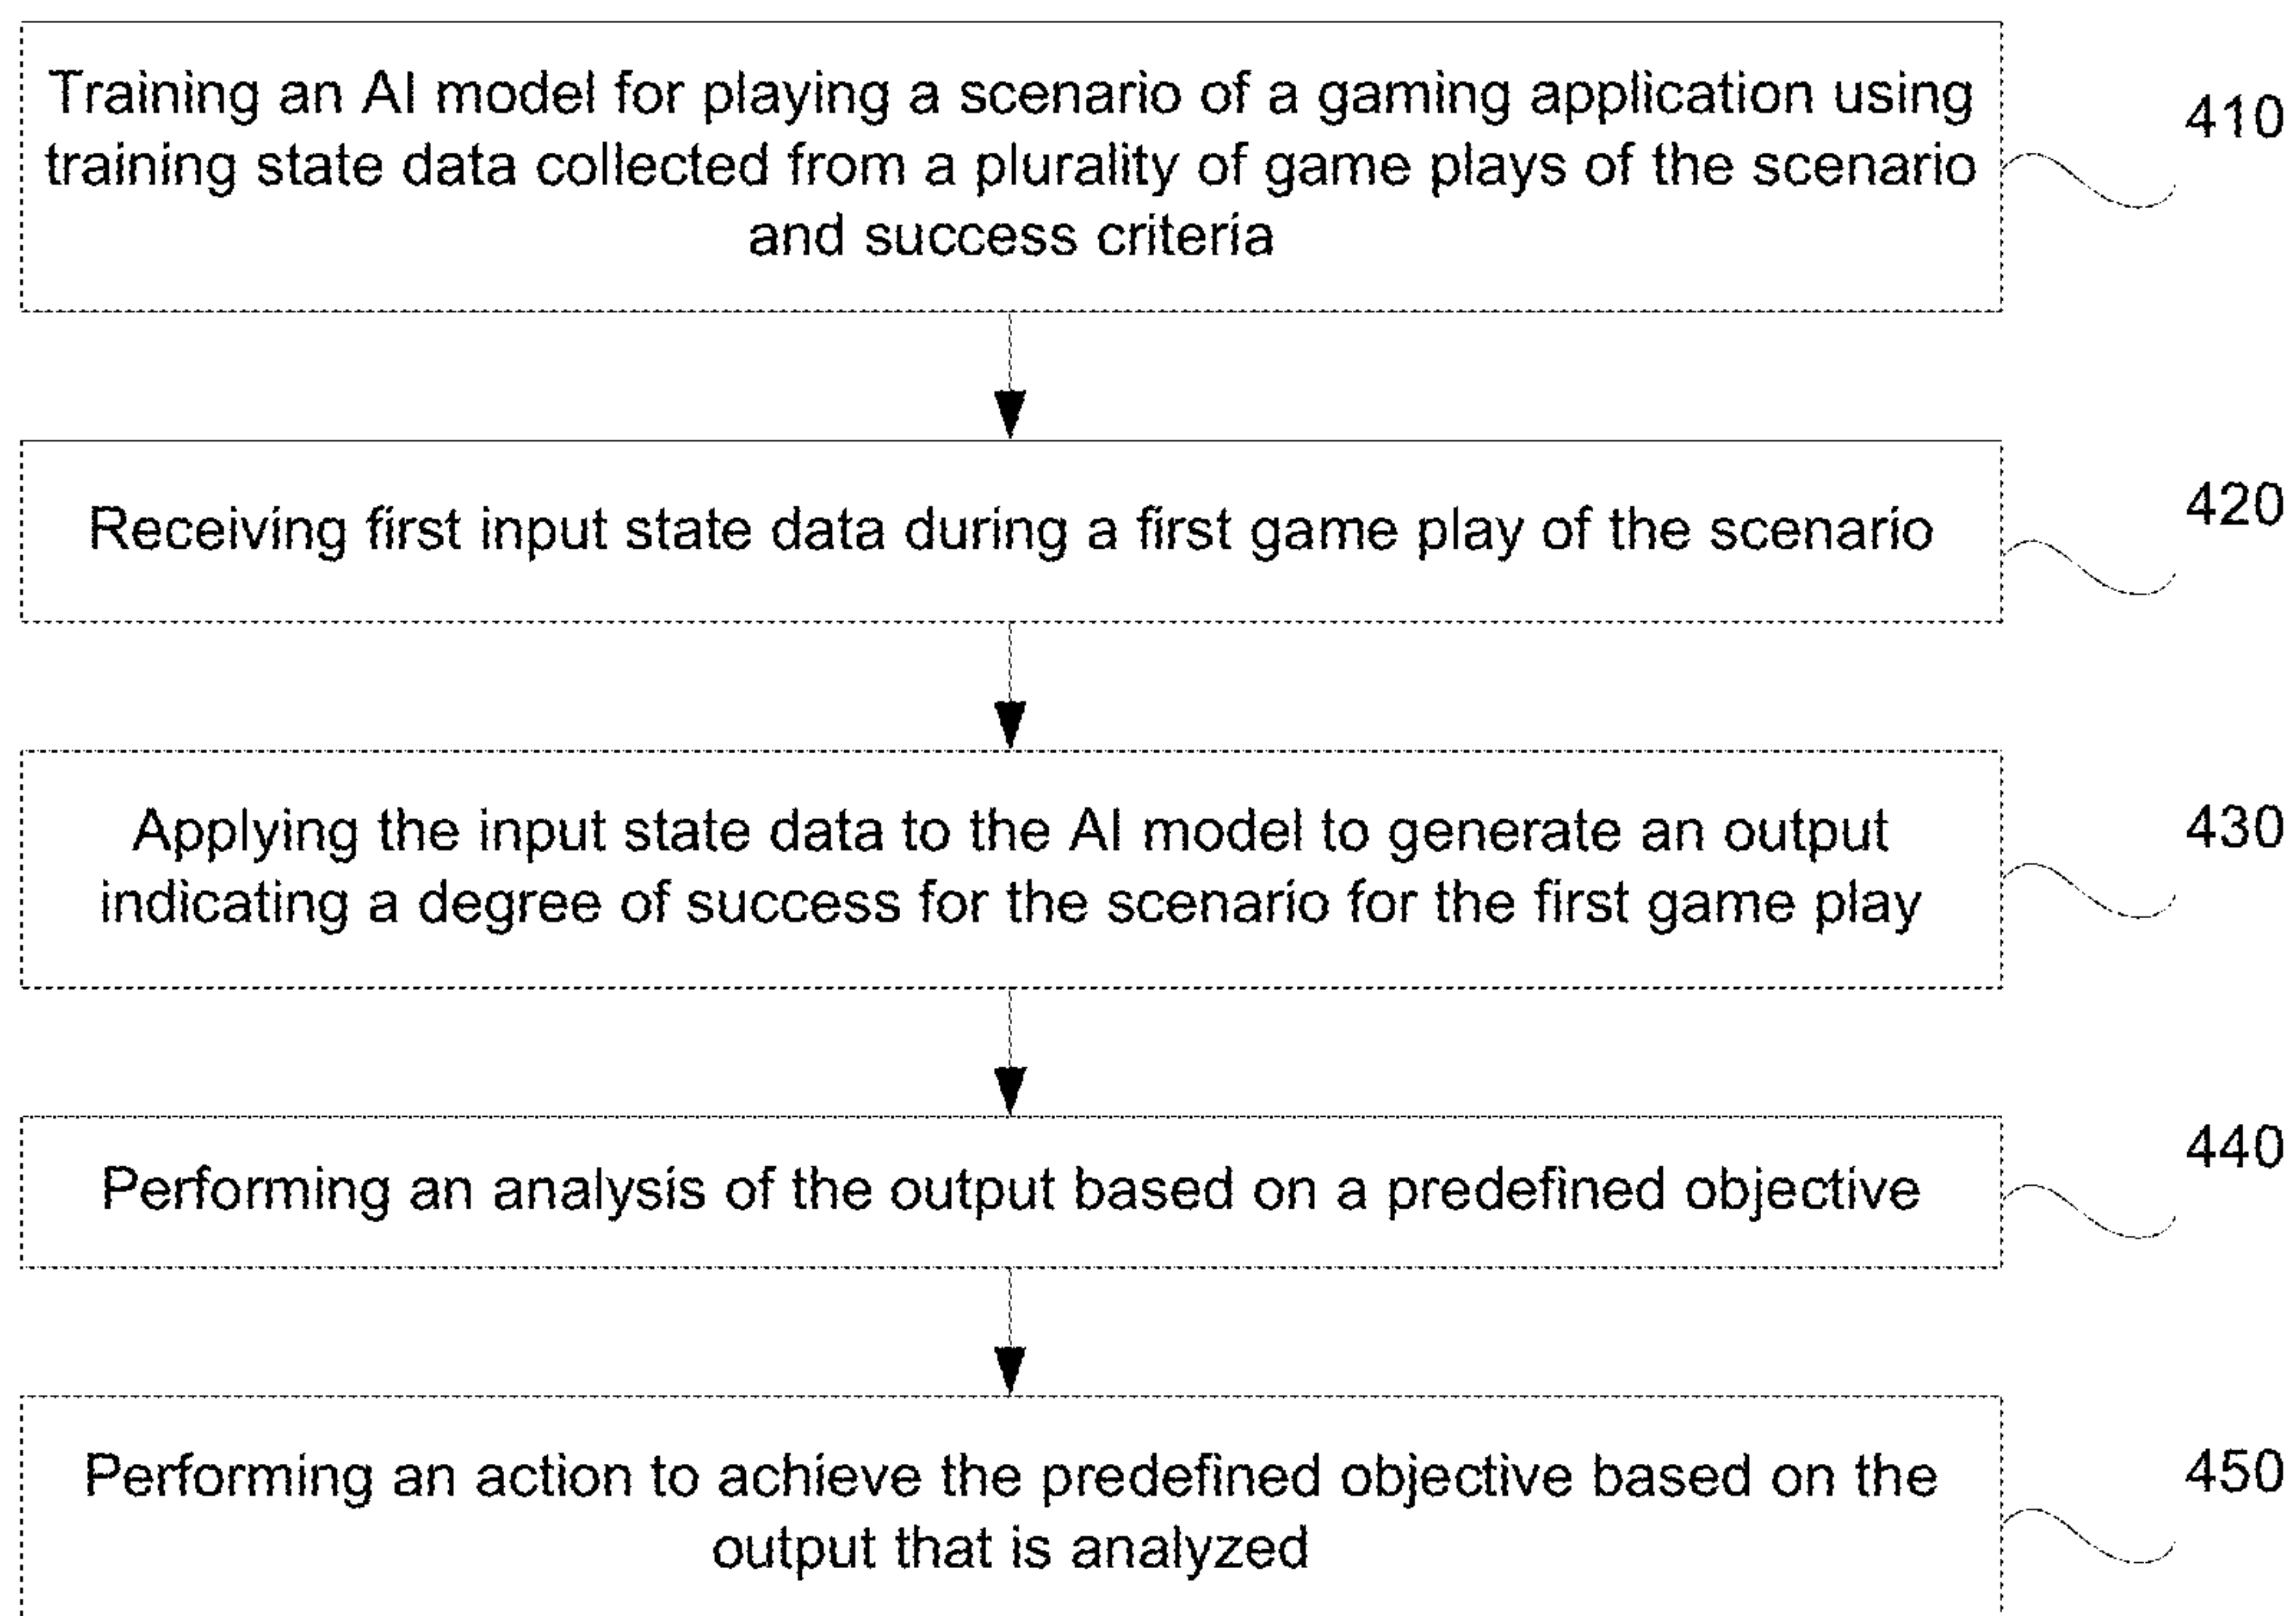 Training an AI model for playing a scenario of a gaming application using
training state data collected from a plurality of game plays of the scenario
and success criteria
410
Receiving first input state data during a first game play of the scenario
420
Applying the input state data to the AI model to generate an output
indicating a degree of success for the scenario for the first game play
430
Performing an analysis of the output based on a predefined objective
440
Performing an action to achieve the predefined objective based on the
output that is analyzed
450